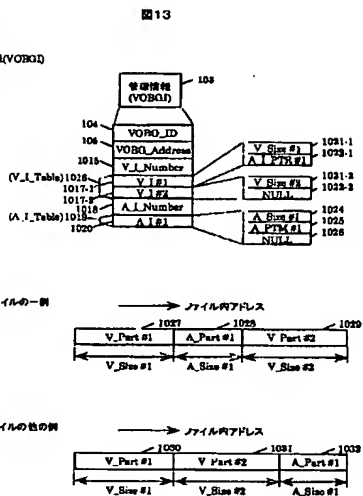 図13
(VOBGI)
管理情報
(VOBGI)
103
104
VOBG_ID
106
VOBG_Address
1015
V_I_Number
(V_I_Table) 1026
V_I #1
1017-1
V_I #2
1017-2
A_I_Number
1018
(A_I_Table) 1019
A_I #1
1020
V_Size #1
1021-1
A_I_PTR #1
1022-1
V_Size #2
1021-2
NULL
1022-2
A_Size #1
1024
A_PTM #1
1025
NULL
1026
イルの一例
ファイル内アドレス
1027
1028
1029
V_Part #1
A_Part #1
V_Part #2
V_Size #1
A_Size #1
V_Size #2
ァイルの他の例
ファイル内アドレス
1030
1031
1032
V_Part #1
V_Part #2
A_Part #1
V_Size #1
V_Size #2
A_Size #1